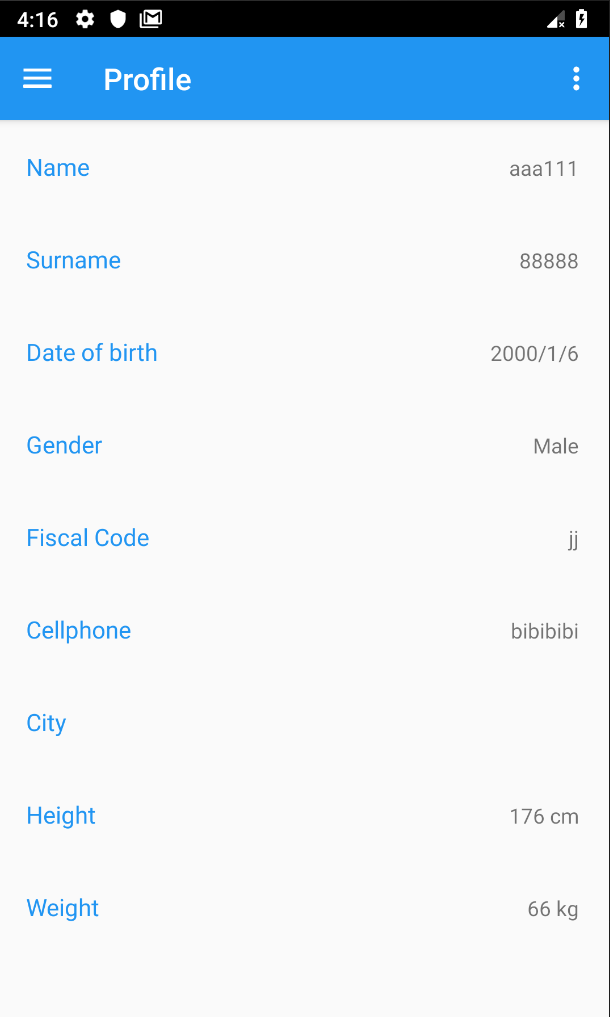 4:16
Profile
Name aaa111
Surname 88888
Date of birth 2000/1/6
Gender Male
Fiscal Code jj
Cellphone bibibibi
City
Height 176 cm
Weight 66 kg